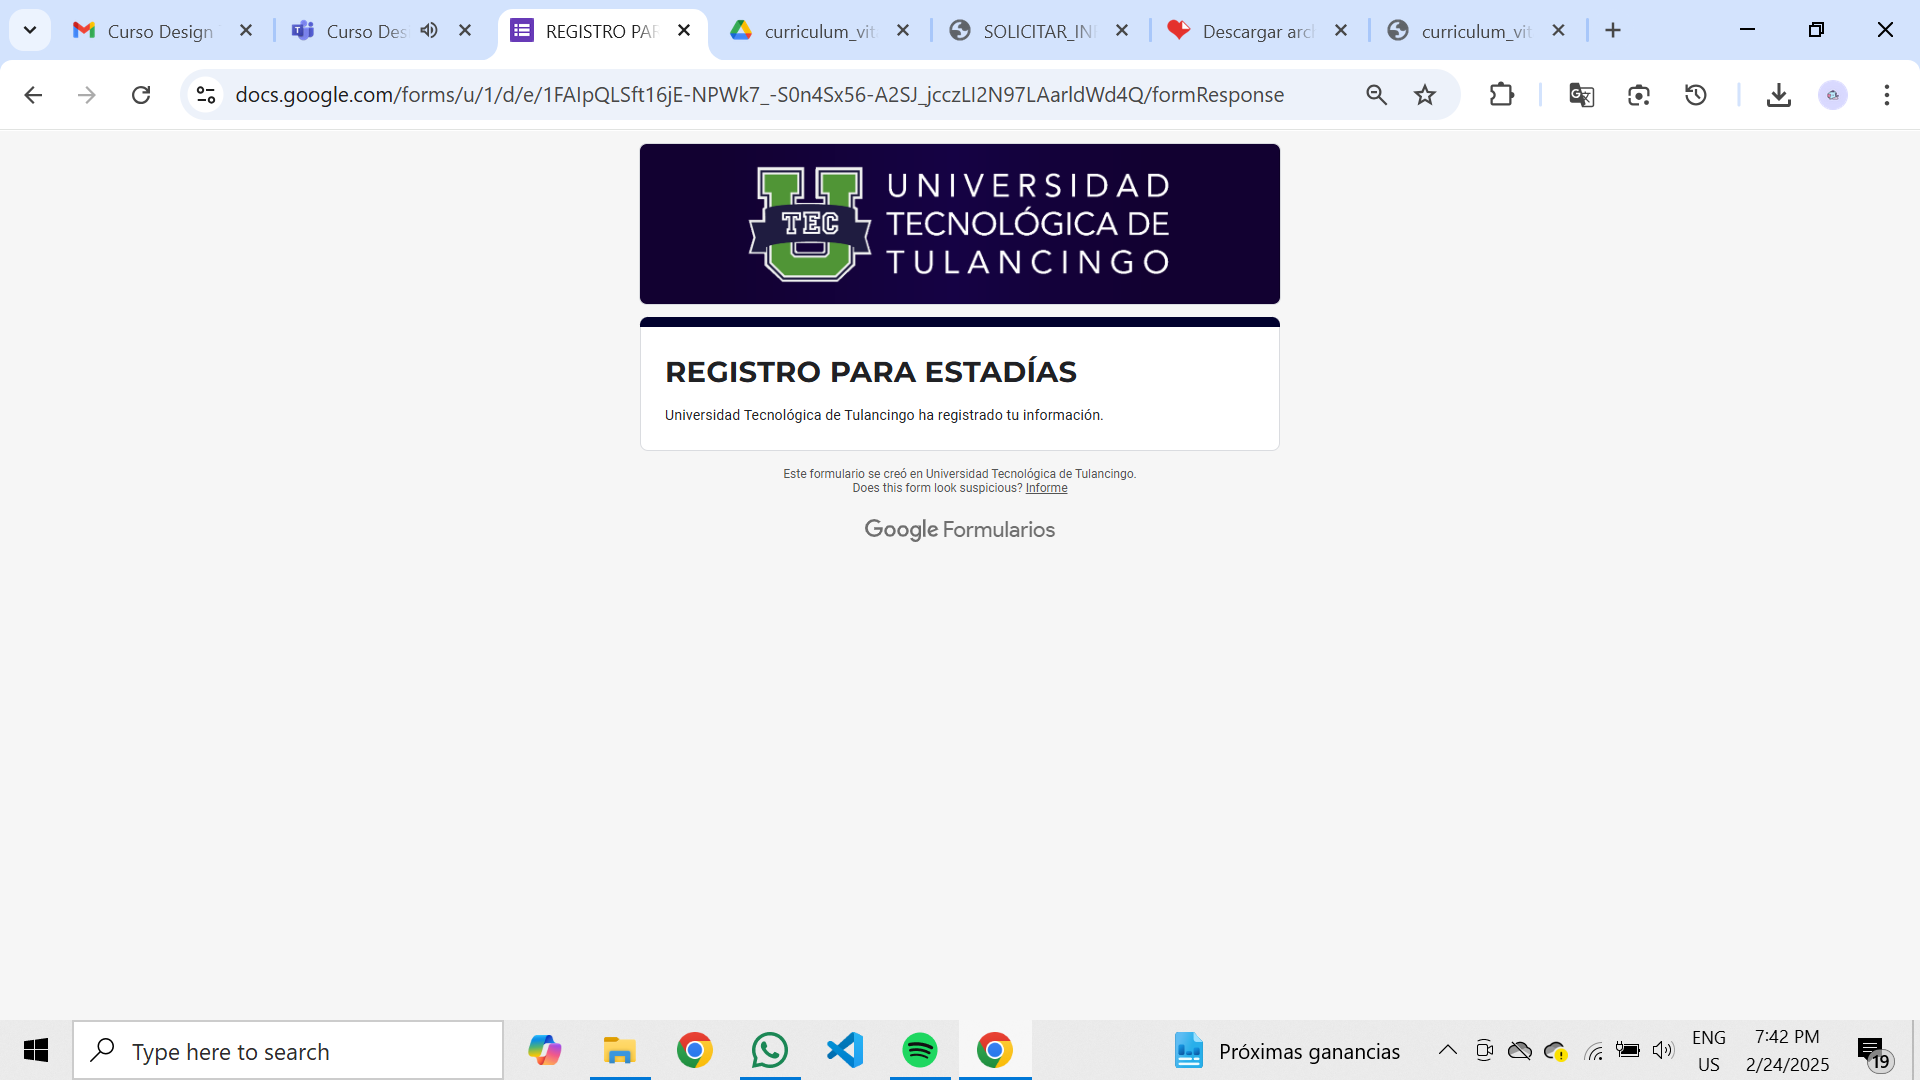 Curso Design
Curso Des
REGISTRO PAR
curriculum_vit
SOLICITAR_INF
Descargar arc
curriculum_vit
docs.google.com/forms/u/1/d/e/1FAIpQLSft16jE-NPWk7_-S0n4Sx56-A2SJ_jcczLI2N97LAarldWd4Q/formResponse
UNIVERSIDAD
TECNOLÓGICA DE
TULANCINGO
TEC
REGISTRO PARA ESTADÍAS
Universidad Tecnológica de Tulancingo ha registrado tu información.
Este formulario se creó en Universidad Tecnológica de Tulancingo.
Does this form look suspicious? Informe
Google Formularios
Type here to search
Próximas ganancias
ENG
US
7:42 PM
2/24/2025
19